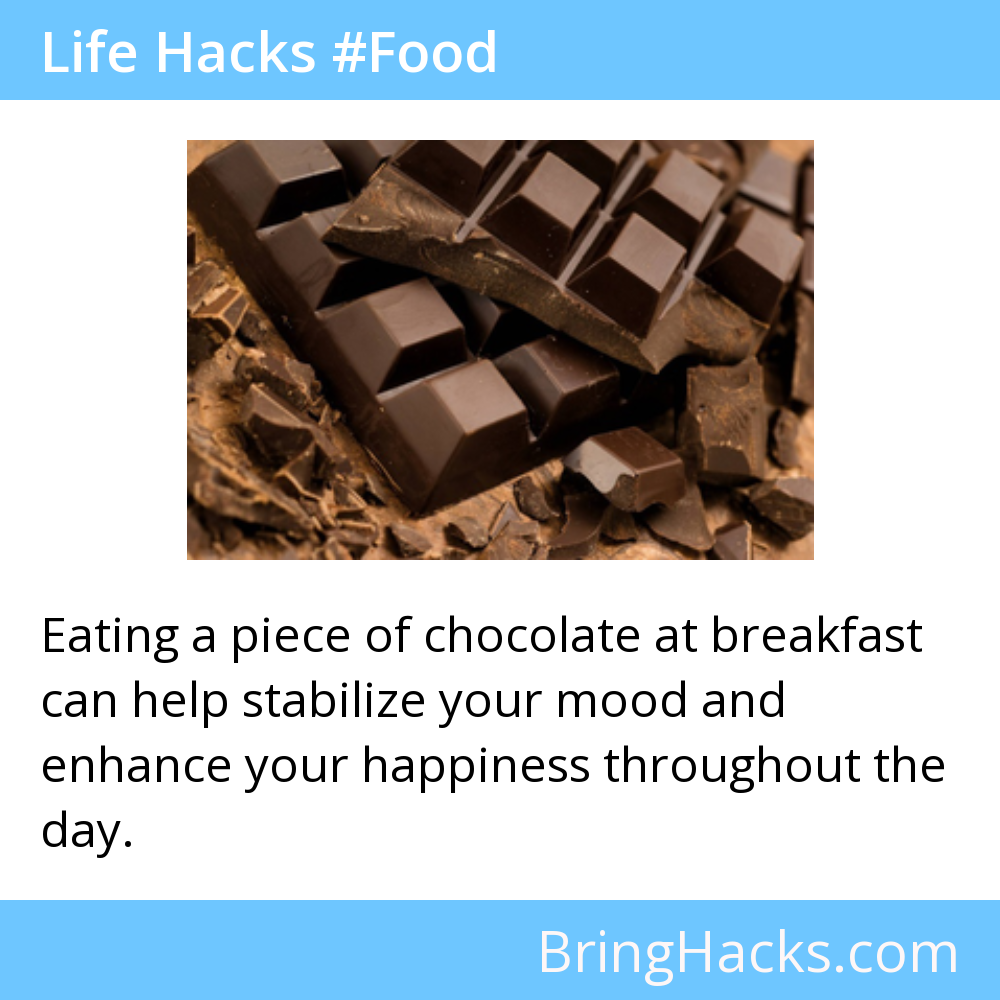 Life Hacks #Food
Eating a piece of chocolate at breakfast
can help stabilize your mood and
enhance your happiness throughout the
day.
BringHacks.com